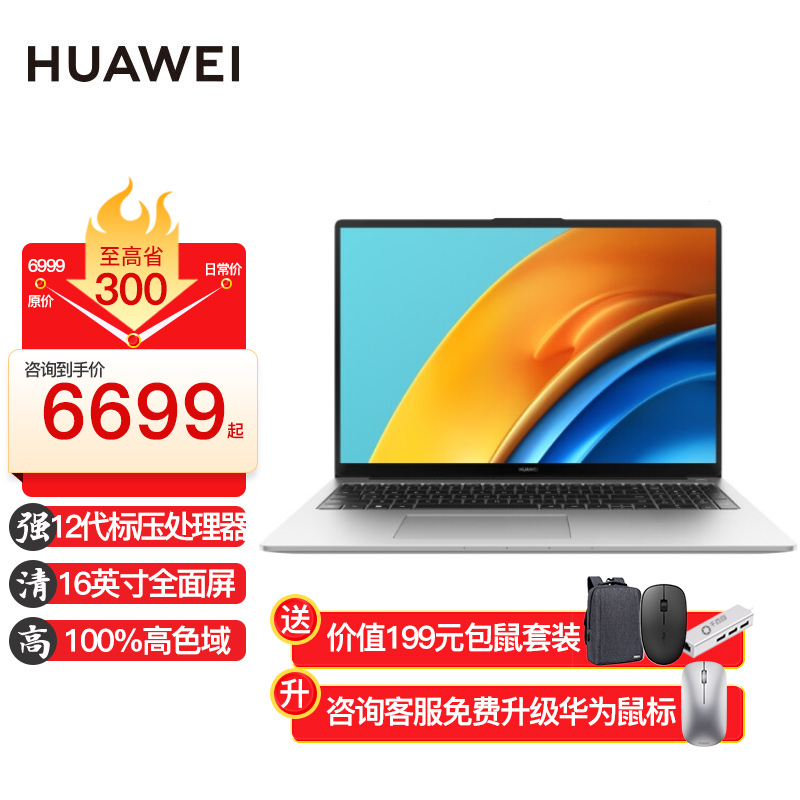 HUAWEI
至高省
300
6999
原价
日常价
咨询到手价
6699起
强 12代标压处理器
清 16英寸全面屏
高 100%高色域
HUAWEI
送 价值199元包鼠套装
升 咨询客服免费升级华为鼠标